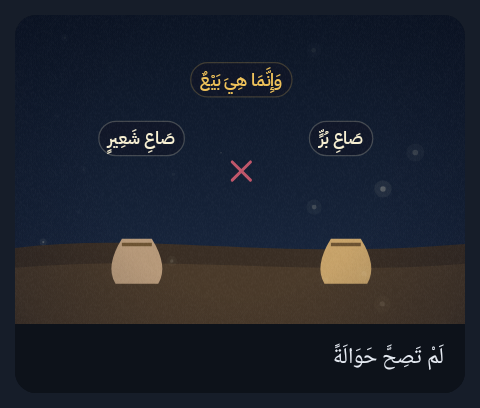 وَإِنَّمَا هِيَ بَيْعٌ
صَاعِ بُرٍّ
صَاعِ شَعِيرٍ
لَمْ تَصِحَّ حَوَالَةً